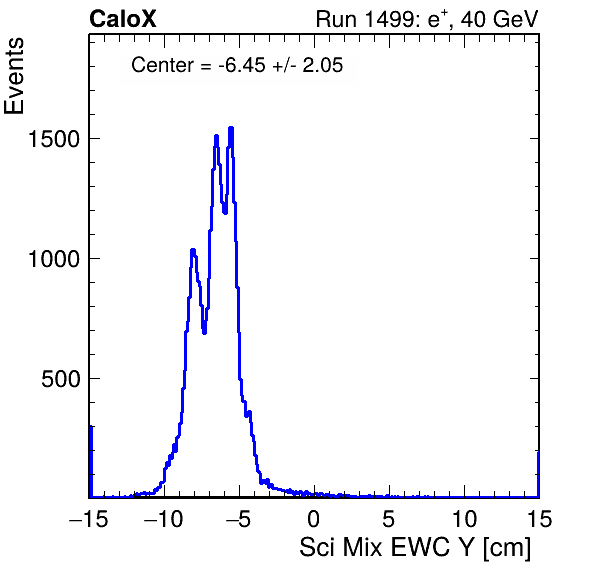 CaloX
Run 1499: e+, 40 GeV
Center = -6.45 +/- 2.05
Events
1500
1000
500
−15
−10
−5
0
5
10
15
Sci Mix EWC Y [cm]